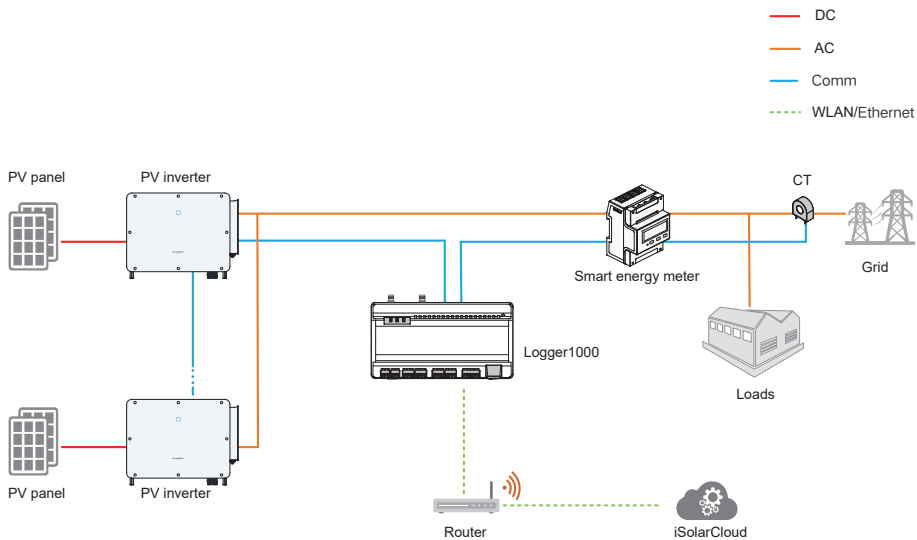 DC
AC
Comm
WLAN/Ethernet
PV panel
PV inverter
CT
Smart energy meter
Grid
Logger1000
Loads
PV panel
PV inverter
Router
iSolarCloud